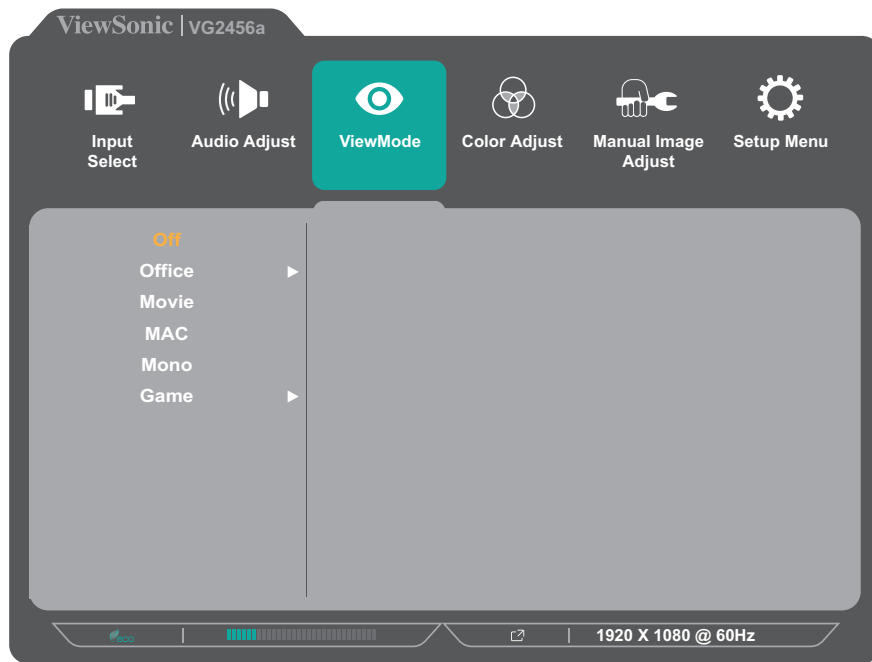 ViewSonic | VG2456a
Input Select
Audio Adjust
ViewMode
Color Adjust
Manual Image Adjust
Setup Menu
Off
Office
Movie
MAC
Mono
Game
eco
1920 X 1080 @ 60Hz